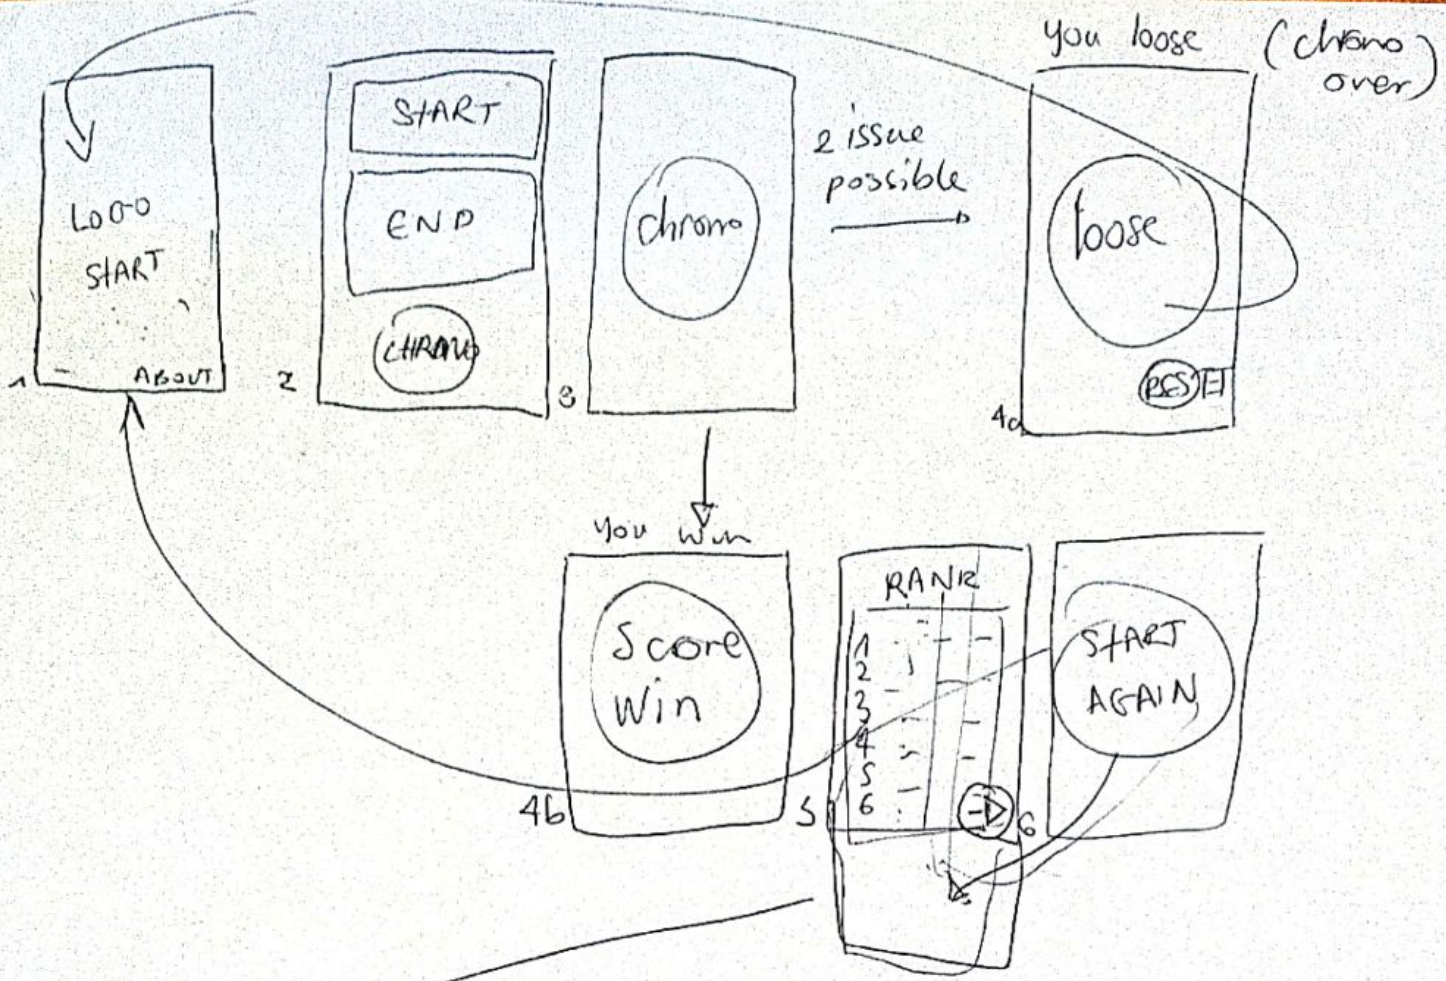 you loose (chrono
over)
LOGO
START
ABOUT
1
START
END
CHRONO
2
chrono
3
2 issue
possible
loose
4a
you win
Score
Win
4b
RANK
1
2
3
4
5
6
5
START
AGAIN
6